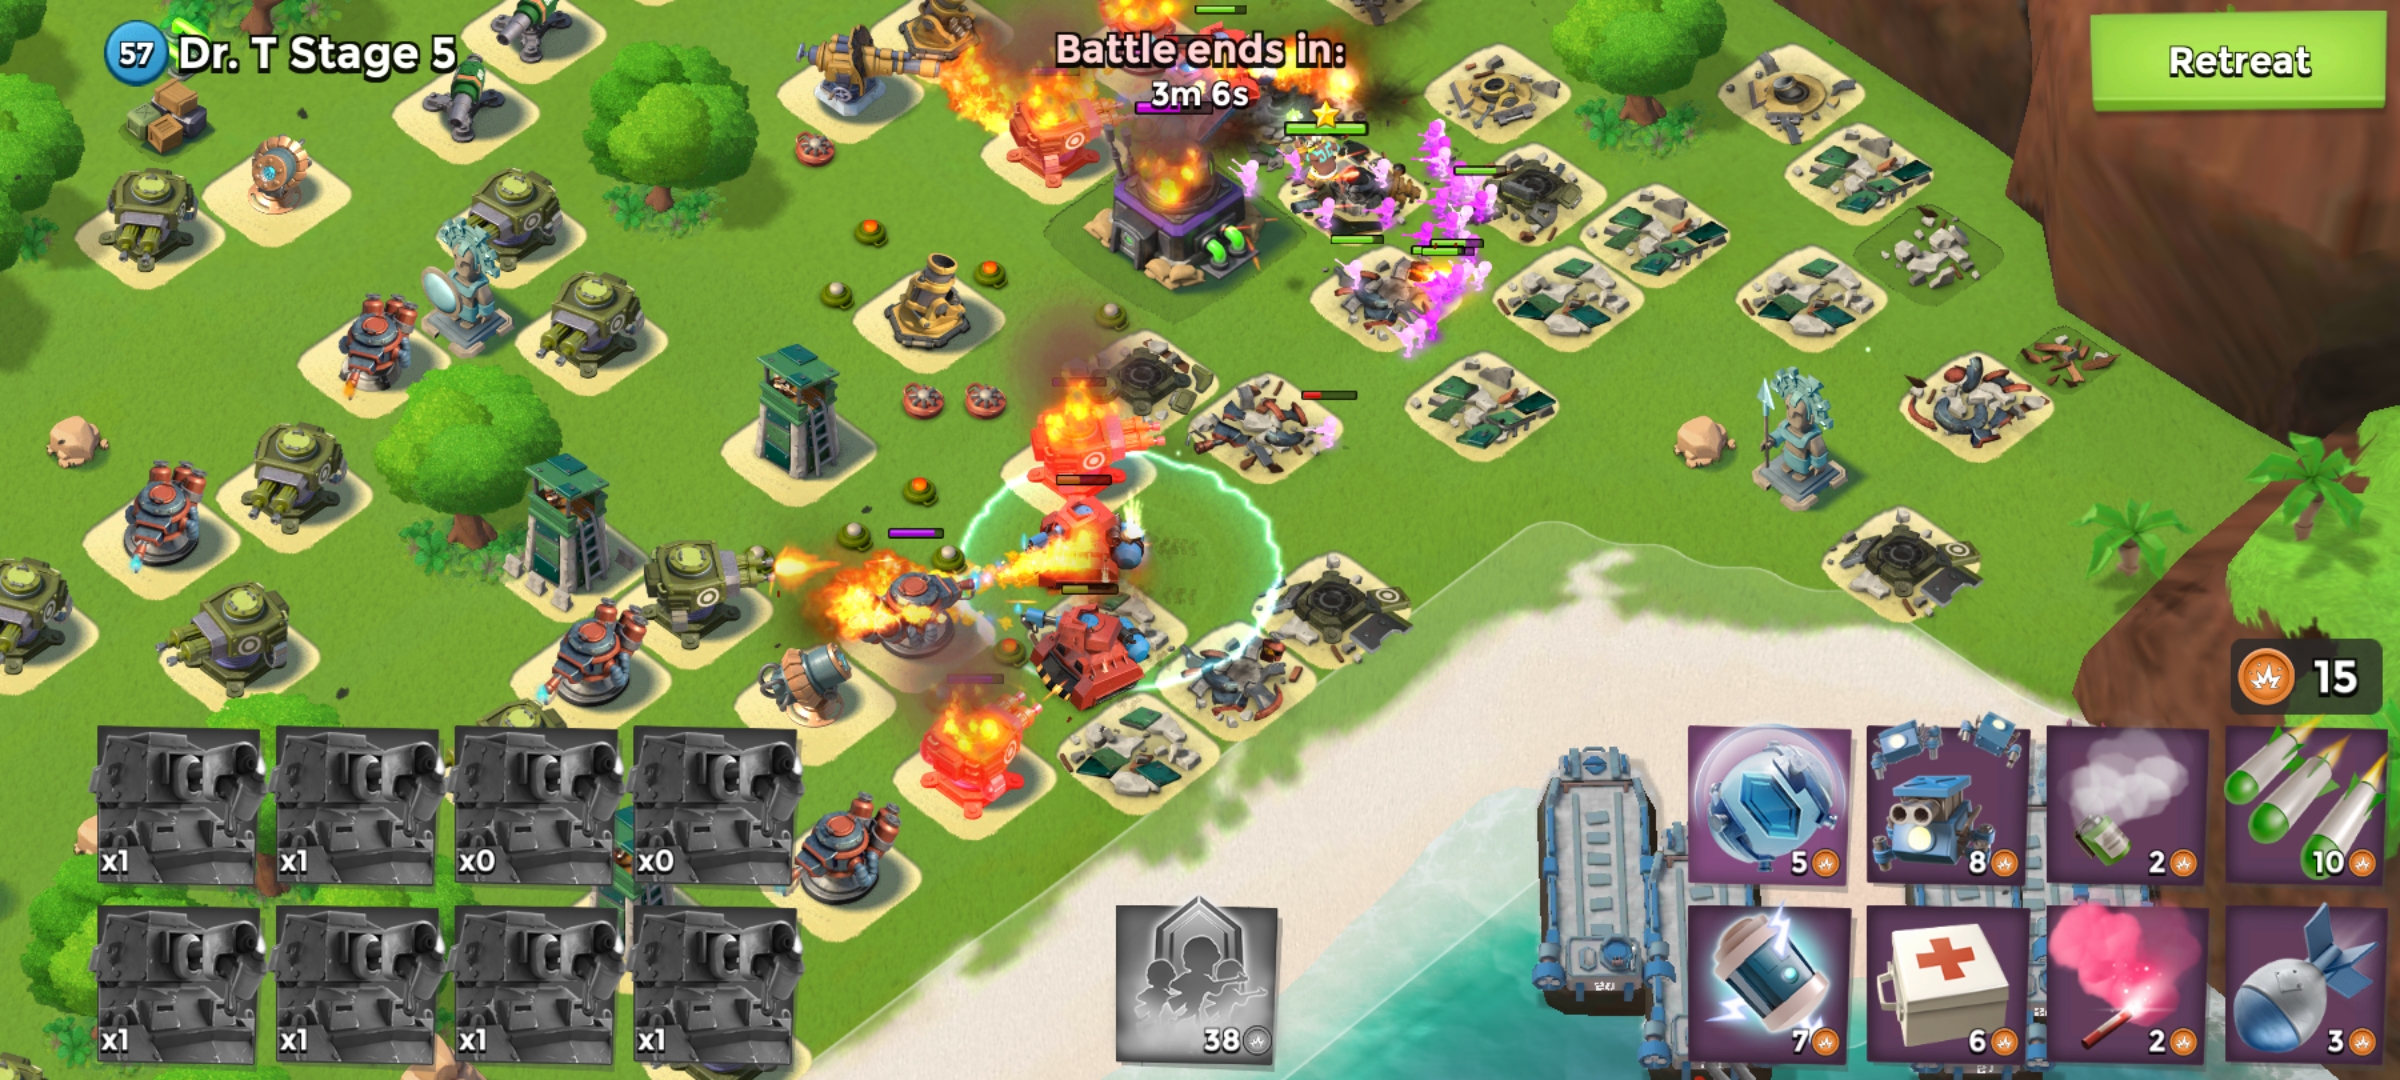 57 Dr. T Stage 5
Battle ends in:
3m 6s
Retreat
15
x1 x1 x0 x0
5 8 2 10
x1 x1 x1 x1
38
7 6 2 3